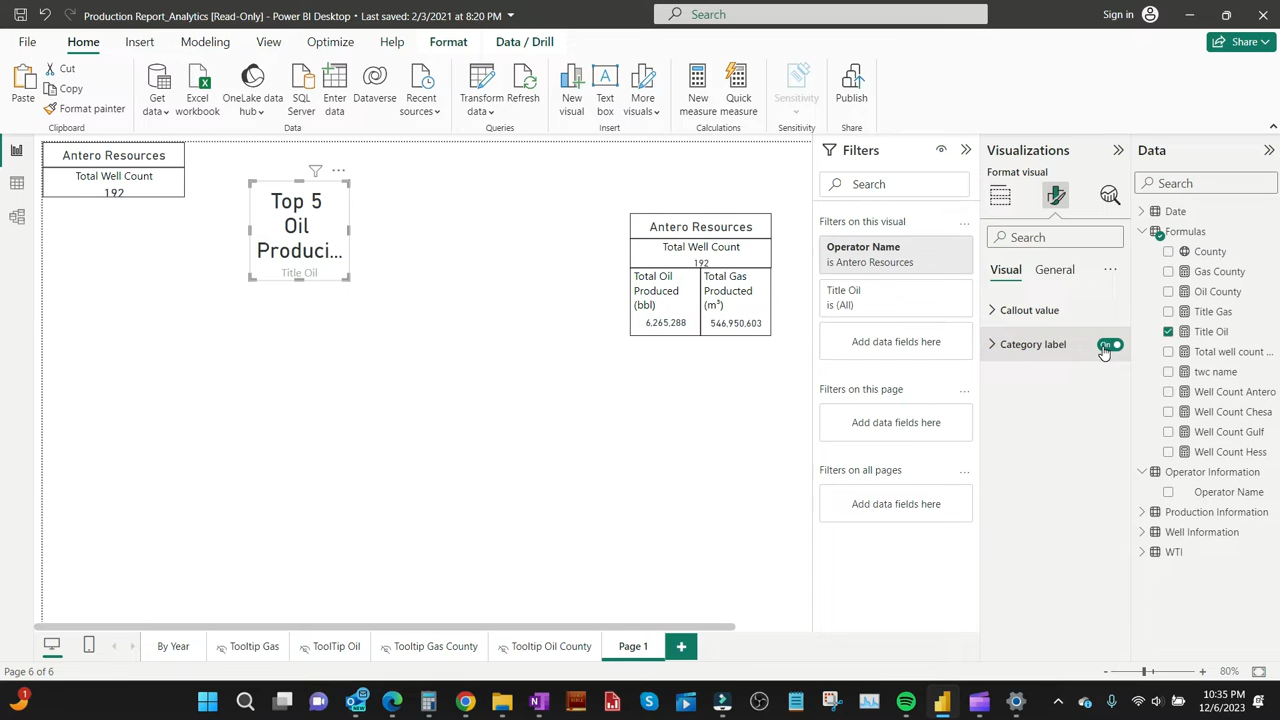 Production Report_Analytics [Read-Only] - Power BI Desktop • Last saved: 2/3/2021 at 8:20 PM
Search
Sign in
File
Home
Insert
Modeling
View
Optimize
Help
Format
Data / Drill
Share
Paste
Cut
Copy
Format painter
Get data
Excel workbook
OneLake data hub
SQL Server
Enter data
Dataverse
Recent sources
Transform data
Refresh
New visual
Text box
More visuals
New measure
Quick measure
Sensitivity
Publish
Clipboard
Data
Queries
Insert
Calculations
Sensitivity
Share
Antero Resources
Total Well Count
192
Top 5
Oil
Produci...
Title Oil
Antero Resources
Total Well Count
192
Total Oil
Produced
(bbl)
6,265,288
Total Gas
Producted
(m³)
546,950,603
Filters
Search
Filters on this visual
...
Operator Name
is Antero Resources
Title Oil
is (All)
Add data fields here
Filters on this page
...
Add data fields here
Filters on all pages
...
Add data fields here
Visualizations
Format visual
Search
Visual
General
...
Callout value
Category label
On
Data
Search
Date
Formulas
County
Gas County
Oil County
Title Gas
Title Oil
Total well count ...
twc name
Well Count Antero
Well Count Chesa
Well Count Gulf
Well Count Hess
Operator Information
Operator Name
Production Information
Well Information
WTI
By Year
Tooltip Gas
ToolTip Oil
Tooltip Gas County
Tooltip Oil County
Page 1
Page 6 of 6
80%
1
10:35 PM
12/6/2023